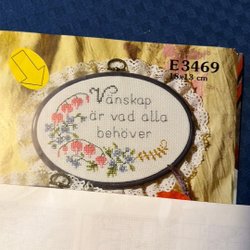 E3469
18x13 cm
Vänskap
är vad alla
behöver